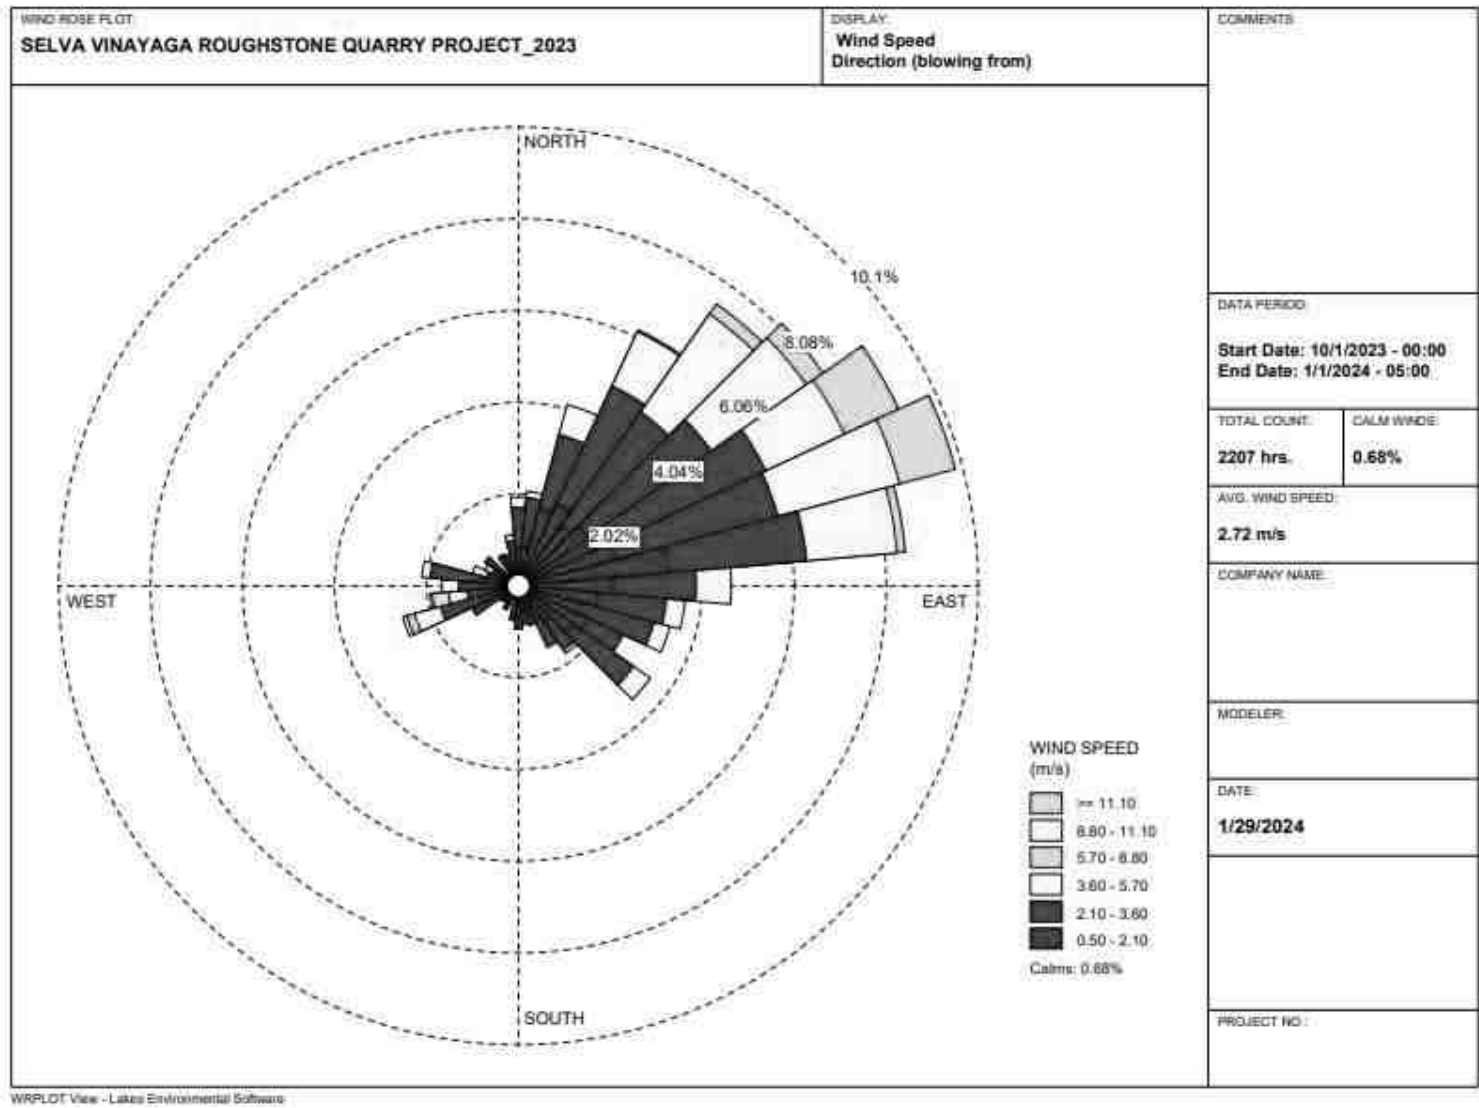 WIND ROSE PLOT:
SELVA VINAYAGA ROUGHSTONE QUARRY PROJECT_2023
DISPLAY:
Wind Speed
Direction (blowing from)
COMMENTS:
NORTH
10.1%
8.08%
6.06%
4.04%
2.02%
WEST
EAST
SOUTH
WIND SPEED
(m/s)
>= 11.10
8.80 - 11.10
5.70 - 8.80
3.60 - 5.70
2.10 - 3.60
0.50 - 2.10
Calms: 0.68%
DATA PERIOD:
Start Date: 10/1/2023 - 00:00
End Date: 1/1/2024 - 05:00
TOTAL COUNT:
2207 hrs.
CALM WINDS:
0.68%
AVG. WIND SPEED:
2.72 m/s
COMPANY NAME:
MODELER:
DATE:
1/29/2024
PROJECT NO.:
WRPLOT View - Lakes Environmental Software